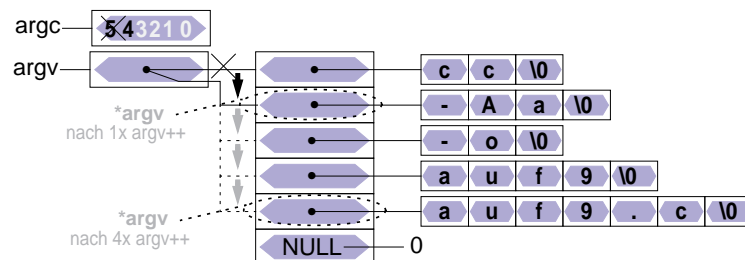 argc 5 4 3 2 1 0
argv c c \0
*argv - A a \0
nach 1x argv++
- o \0
a u f 9 \0
*argv a u f 9 . c \0
nach 4x argv++
NULL 0